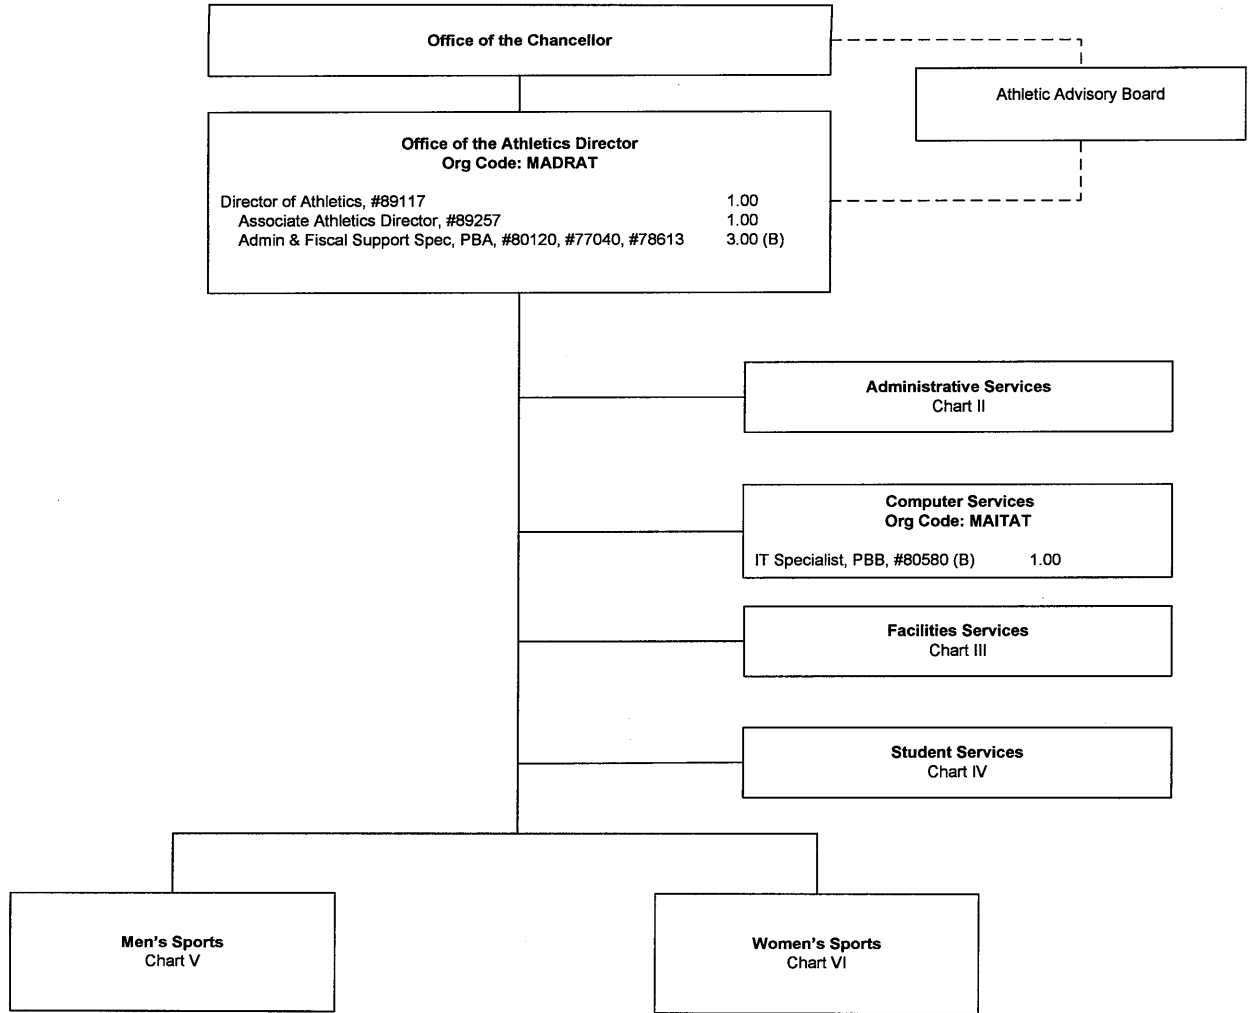 Office of the Chancellor
Athletic Advisory Board
Office of the Athletics Director
Org Code: MADRAT
Director of Athletics, #89117 1.00
Associate Athletics Director, #89257 1.00
Admin & Fiscal Support Spec, PBA, #80120, #77040, #78613 3.00 (B)
Administrative Services
Chart II
Computer Services
Org Code: MAITAT
IT Specialist, PBB, #80580 (B) 1.00
Facilities Services
Chart III
Student Services
Chart IV
Men's Sports
Chart V
Women's Sports
Chart VI